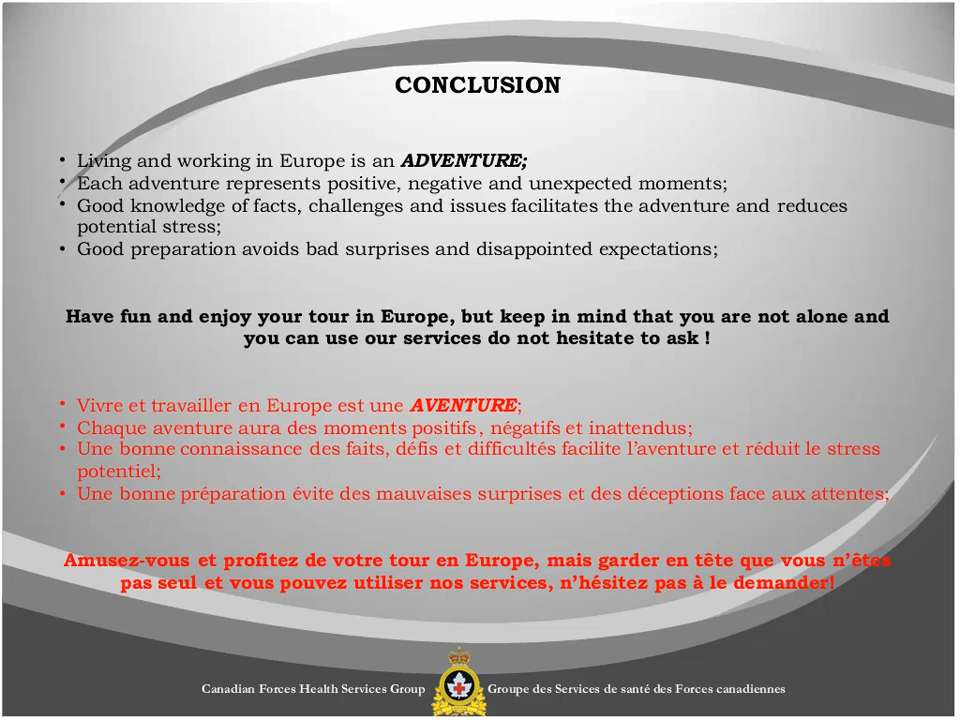 CONCLUSION
• Living and working in Europe is an ADVENTURE;
• Each adventure represents positive, negative and unexpected moments;
• Good knowledge of facts, challenges and issues facilitates the adventure and reduces
potential stress;
• Good preparation avoids bad surprises and disappointed expectations;
Have fun and enjoy your tour in Europe, but keep in mind that you are not alone and
you can use our services do not hesitate to ask !
• Vivre et travailler en Europe est une AVENTURE;
• Chaque aventure aura des moments positifs, négatifs et inattendus;
• Une bonne connaissance des faits, défis et difficultés facilite l’aventure et réduit le stress
potentiel;
• Une bonne préparation évite des mauvaises surprises et des déceptions face aux attentes;
Amusez-vous et profitez de votre tour en Europe, mais garder en tête que vous n’êtes
pas seul et vous pouvez utiliser nos services, n’hésitez pas à le demander!
Canadian Forces Health Services Group Groupe des Services de santé des Forces canadiennes